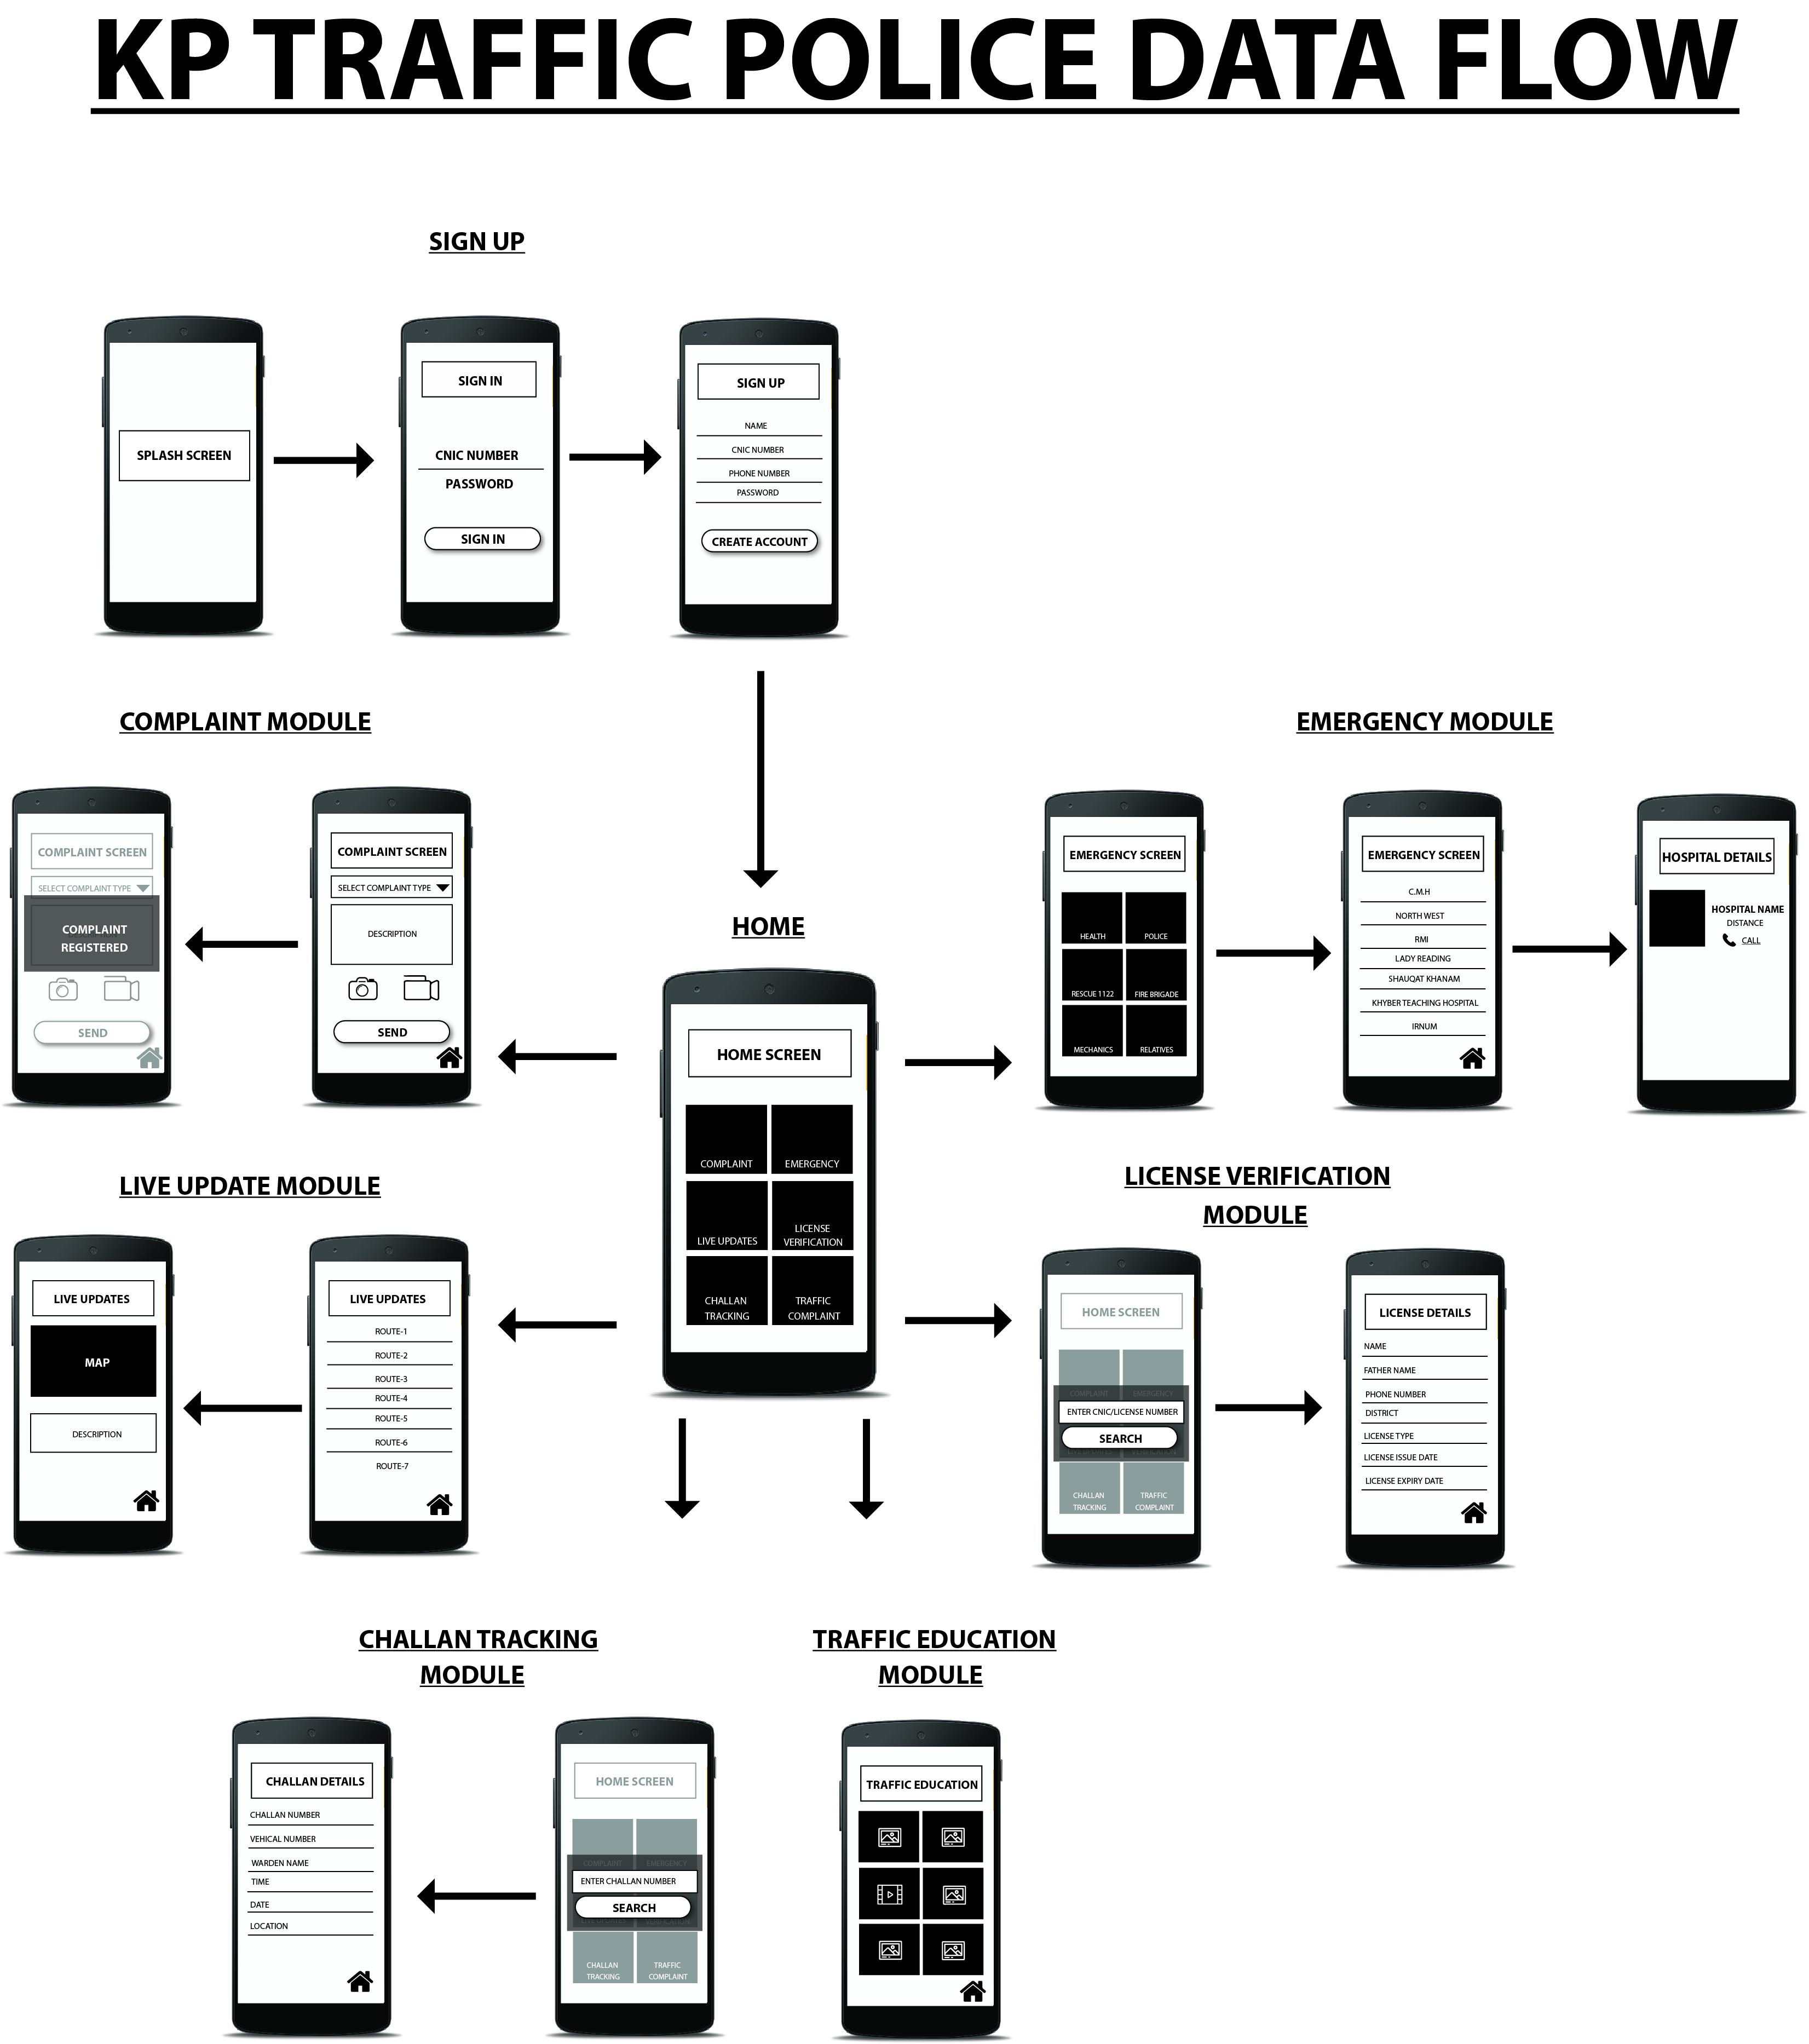 KP TRAFFIC POLICE DATA FLOW
SIGN UP
SPLASH SCREEN
SIGN IN
CNIC NUMBER
PASSWORD
SIGN IN
SIGN UP
NAME
CNIC NUMBER
PHONE NUMBER
PASSWORD
CREATE ACCOUNT
COMPLAINT MODULE
COMPLAINT SCREEN
SELECT COMPLAINT TYPE
COMPLAINT
REGISTERED
SEND
COMPLAINT SCREEN
SELECT COMPLAINT TYPE
DESCRIPTION
SEND
HOME
HOME SCREEN
COMPLAINT
EMERGENCY
LIVE UPDATES
LICENSE
VERIFICATION
CHALLAN
TRACKING
TRAFFIC
COMPLAINT
EMERGENCY MODULE
EMERGENCY SCREEN
HEALTH
POLICE
RESCUE 1122
FIRE BRIGADE
MECHANICS
RELATIVES
EMERGENCY SCREEN
C.M.H
NORTH WEST
RMI
LADY READING
SHAUQAT KHANAM
KHYBER TEACHING HOSPITAL
IRNUM
HOSPITAL DETAILS
HOSPITAL NAME
DISTANCE
CALL
LIVE UPDATE MODULE
LIVE UPDATES
MAP
DESCRIPTION
LIVE UPDATES
ROUTE-1
ROUTE-2
ROUTE-3
ROUTE-4
ROUTE-5
ROUTE-6
ROUTE-7
LICENSE VERIFICATION
MODULE
HOME SCREEN
COMPLAINT
EMERGENCY
ENTER CNIC/LICENSE NUMBER
SEARCH
CHALLAN
TRACKING
TRAFFIC
COMPLAINT
LICENSE DETAILS
NAME
FATHER NAME
PHONE NUMBER
DISTRICT
LICENSE TYPE
LICENSE ISSUE DATE
LICENSE EXPIRY DATE
CHALLAN TRACKING
MODULE
CHALLAN DETAILS
CHALLAN NUMBER
VEHICAL NUMBER
WARDEN NAME
TIME
DATE
LOCATION
HOME SCREEN
COMPLAINT
EMERGENCY
ENTER CHALLAN NUMBER
SEARCH
VERIFICATION
CHALLAN
TRACKING
TRAFFIC
COMPLAINT
TRAFFIC EDUCATION
MODULE
TRAFFIC EDUCATION